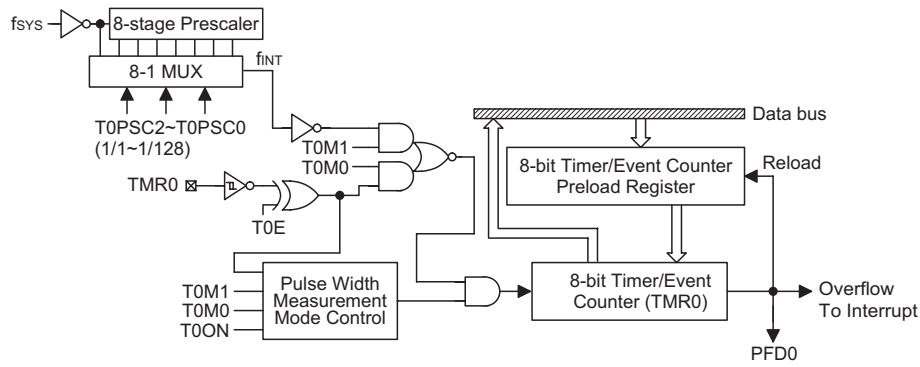 fSYS
8-stage Prescaler
8-1 MUX
fINT
T0PSC2~T0PSC0
(1/1~1/128)
T0M1
T0M0
TMR0
T0E
Data bus
8-bit Timer/Event Counter
Preload Register
Reload
T0M1
T0M0
T0ON
Pulse Width
Measurement
Mode Control
8-bit Timer/Event
Counter (TMR0)
Overflow
To Interrupt
PFD0